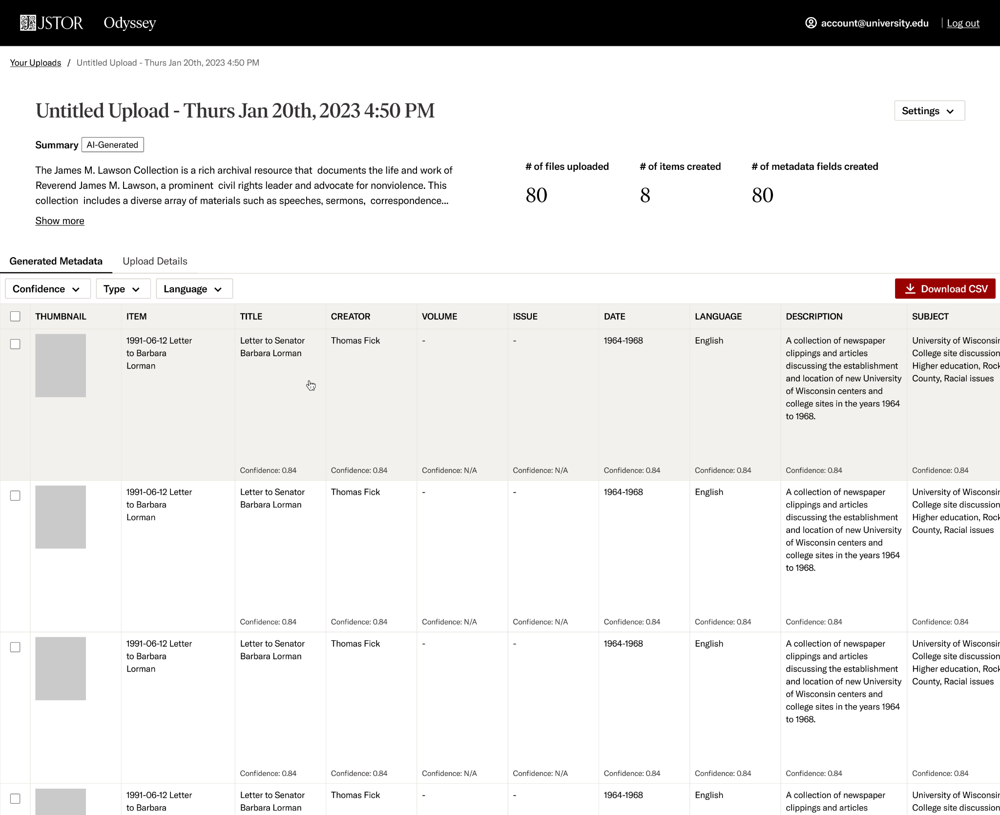 JSTOR Odyssey account@university.edu Log out
Your Uploads / Untitled Upload - Thurs Jan 20th, 2023 4:50 PM
Untitled Upload - Thurs Jan 20th, 2023 4:50 PM
Settings
Summary AI-Generated
The James M. Lawson Collection is a rich archival resource that documents the life and work of
Reverend James M. Lawson, a prominent civil rights leader and advocate for nonviolence. This
collection includes a diverse array of materials such as speeches, sermons, correspondence...
Show more
# of files uploaded
80
# of items created
8
# of metadata fields created
80
Generated Metadata Upload Details
Confidence Type Language Download CSV
THUMBNAIL ITEM TITLE CREATOR VOLUME ISSUE DATE LANGUAGE DESCRIPTION SUBJECT
1991-06-12 Letter
to Barbara
Lorman
Letter to Senator
Barbara Lorman
Thomas Fick
-
-
1964-1968
English
A collection of newspaper
clippings and articles
discussing the establishment
and location of new University
of Wisconsin centers and
college sites in the years 1964
to 1968.
University of Wisconsin
College site discussion
Higher education, Rock
County, Racial issues
Confidence: 0.84 Confidence: 0.84 Confidence: N/A Confidence: N/A Confidence: 0.84 Confidence: 0.84 Confidence: 0.84 Confidence: 0.84
1991-06-12 Letter
to Barbara
Lorman
Letter to Senator
Barbara Lorman
Thomas Fick
-
-
1964-1968
English
A collection of newspaper
clippings and articles
discussing the establishment
and location of new University
of Wisconsin centers and
college sites in the years 1964
to 1968.
University of Wisconsin
College site discussion
Higher education, Rock
County, Racial issues
Confidence: 0.84 Confidence: 0.84 Confidence: N/A Confidence: N/A Confidence: 0.84 Confidence: 0.84 Confidence: 0.84 Confidence: 0.84
1991-06-12 Letter
to Barbara
Lorman
Letter to Senator
Barbara Lorman
Thomas Fick
-
-
1964-1968
English
A collection of newspaper
clippings and articles
discussing the establishment
and location of new University
of Wisconsin centers and
college sites in the years 1964
to 1968.
University of Wisconsin
College site discussion
Higher education, Rock
County, Racial issues
Confidence: 0.84 Confidence: 0.84 Confidence: N/A Confidence: N/A Confidence: 0.84 Confidence: 0.84 Confidence: 0.84 Confidence: 0.84
1991-06-12 Letter
to Barbara
Letter to Senator
Barbara Lorman
Thomas Fick
-
-
1964-1968
English
A collection of newspaper
clippings and articles
University of Wisconsin
College site discussion